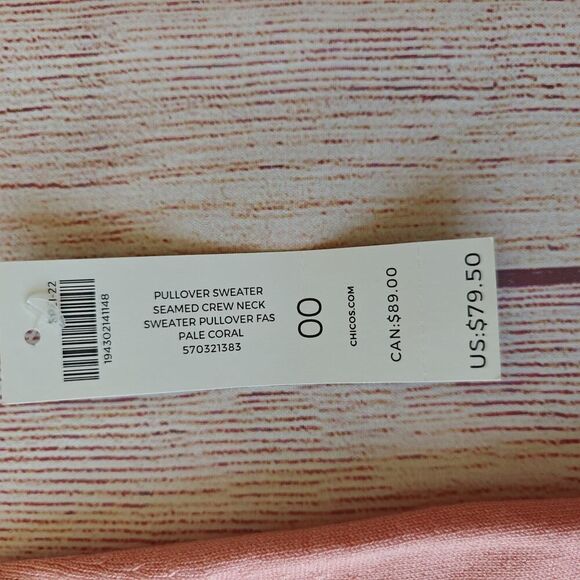 194302141148
PULLOVER SWEATER
SEAMED CREW NECK
SWEATER PULLOVER FAS
PALE CORAL
570321383
00
CHICOS.COM
CAN:$89.00
US:$79.50